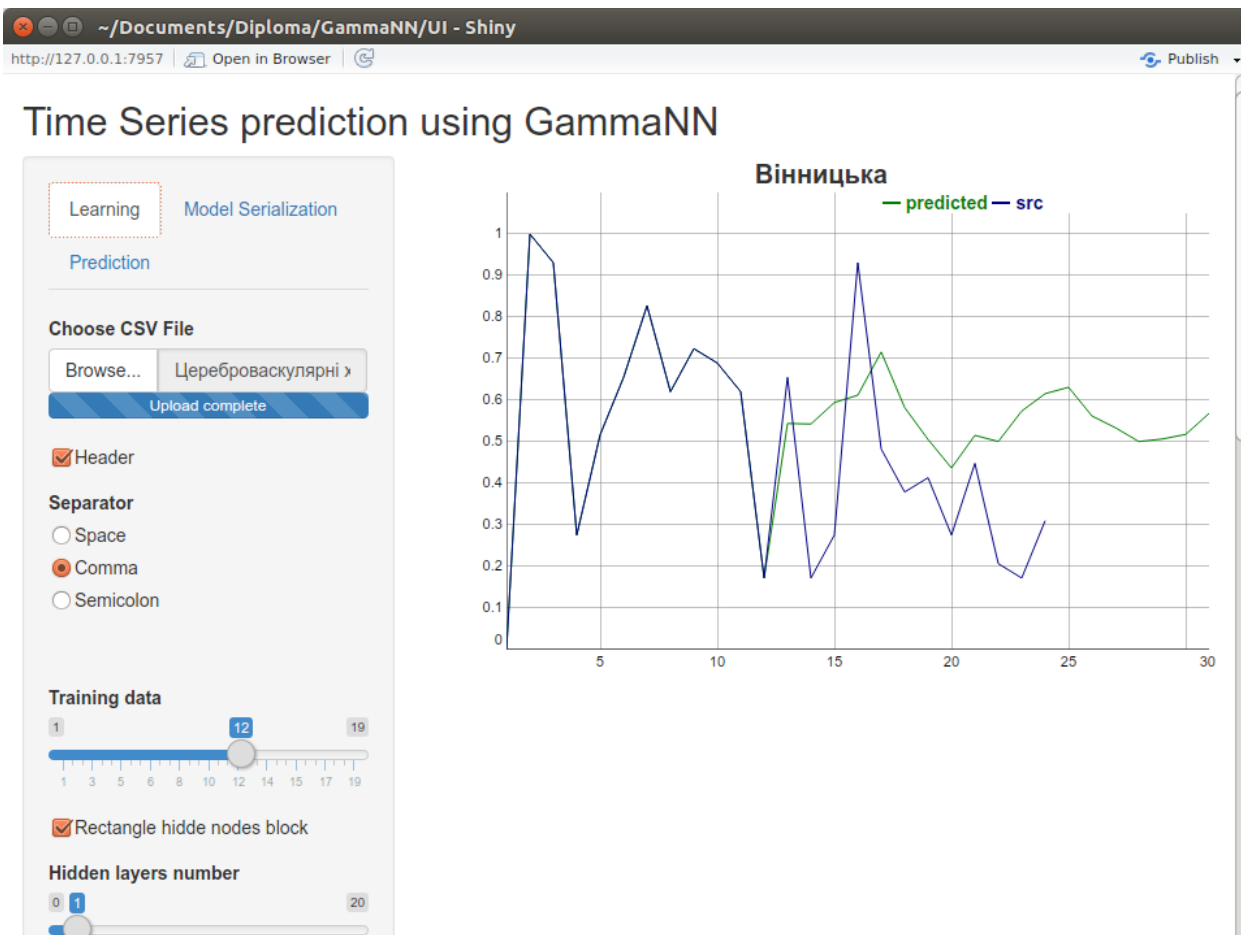 ~/Documents/Diploma/GammaNN/UI - Shiny
http://127.0.0.1:7957 Open in Browser Publish
Time Series prediction using GammaNN
Learning Model Serialization
Prediction
Choose CSV File
Browse... Цереброваскулярні х
Upload complete
Header
Separator
Space
Comma
Semicolon
Training data
1 12 19
1 3 5 6 8 10 12 14 15 17 19
Rectangle hidde nodes block
Hidden layers number
0 1 20
Вінницька
predicted src
1
0.9
0.8
0.7
0.6
0.5
0.4
0.3
0.2
0.1
0
5 10 15 20 25 30